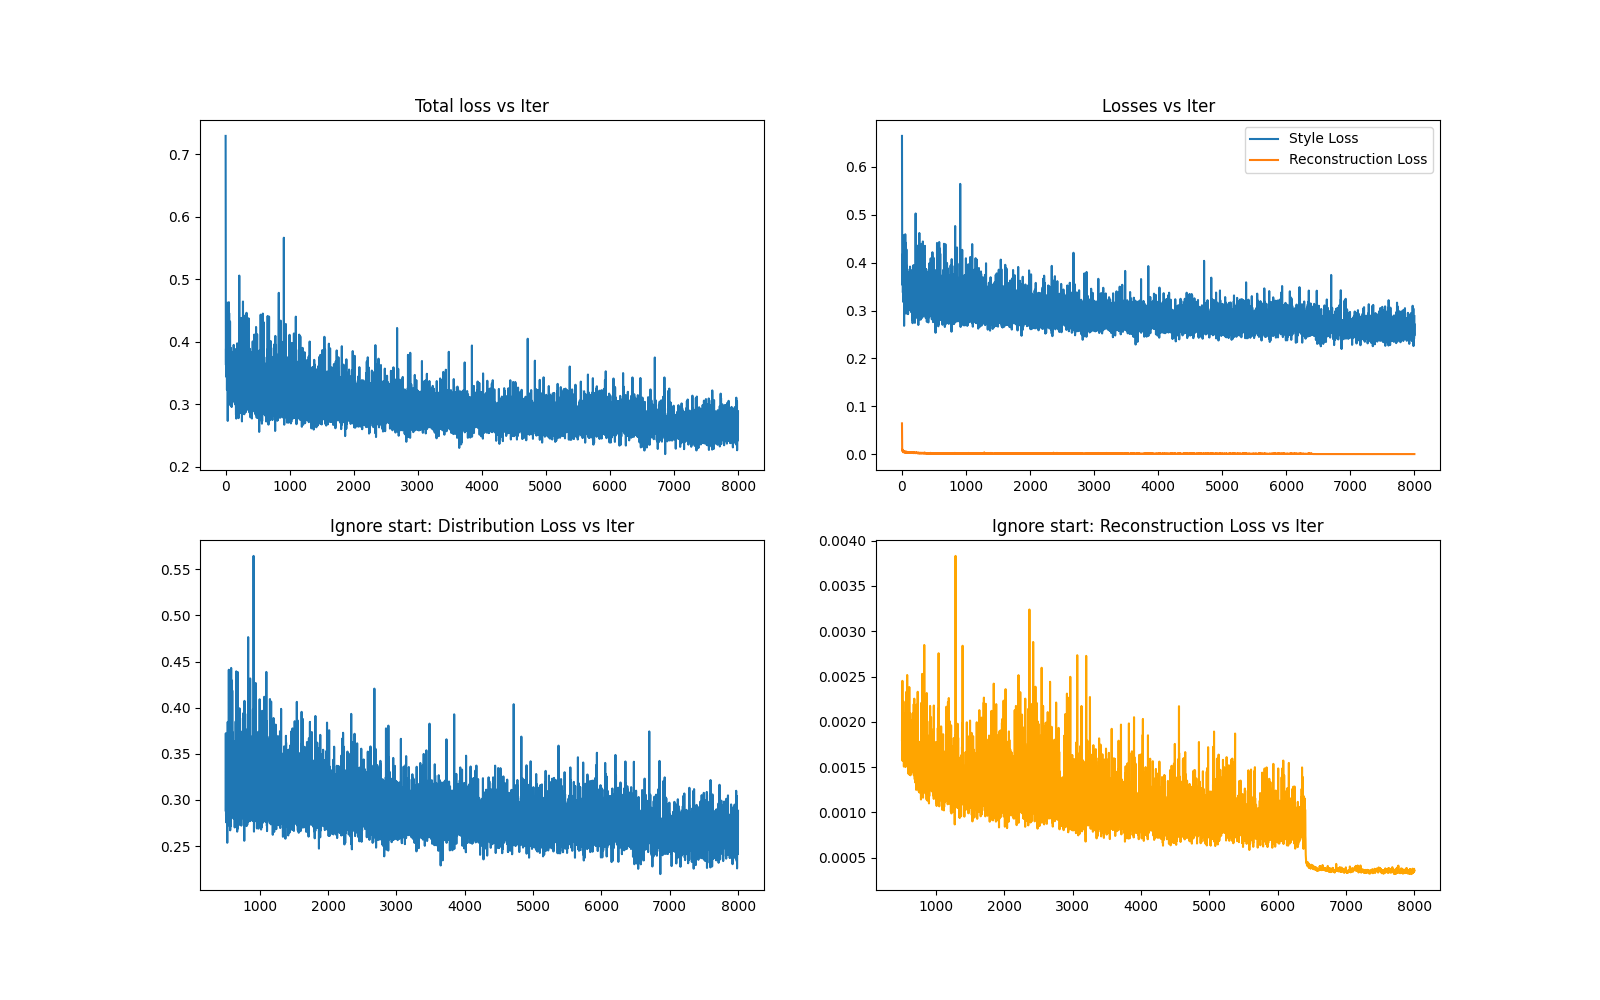 Total loss vs Iter
0.7
0.6
0.5
0.4
0.3
0.2
0 1000 2000 3000 4000 5000 6000 7000 8000
Losses vs Iter
Style Loss
Reconstruction Loss
0.6
0.5
0.4
0.3
0.2
0.1
0.0
0 1000 2000 3000 4000 5000 6000 7000 8000
Ignore start: Distribution Loss vs Iter
0.55
0.50
0.45
0.40
0.35
0.30
0.25
1000 2000 3000 4000 5000 6000 7000 8000
Ignore start: Reconstruction Loss vs Iter
0.0040
0.0035
0.0030
0.0025
0.0020
0.0015
0.0010
0.0005
1000 2000 3000 4000 5000 6000 7000 8000